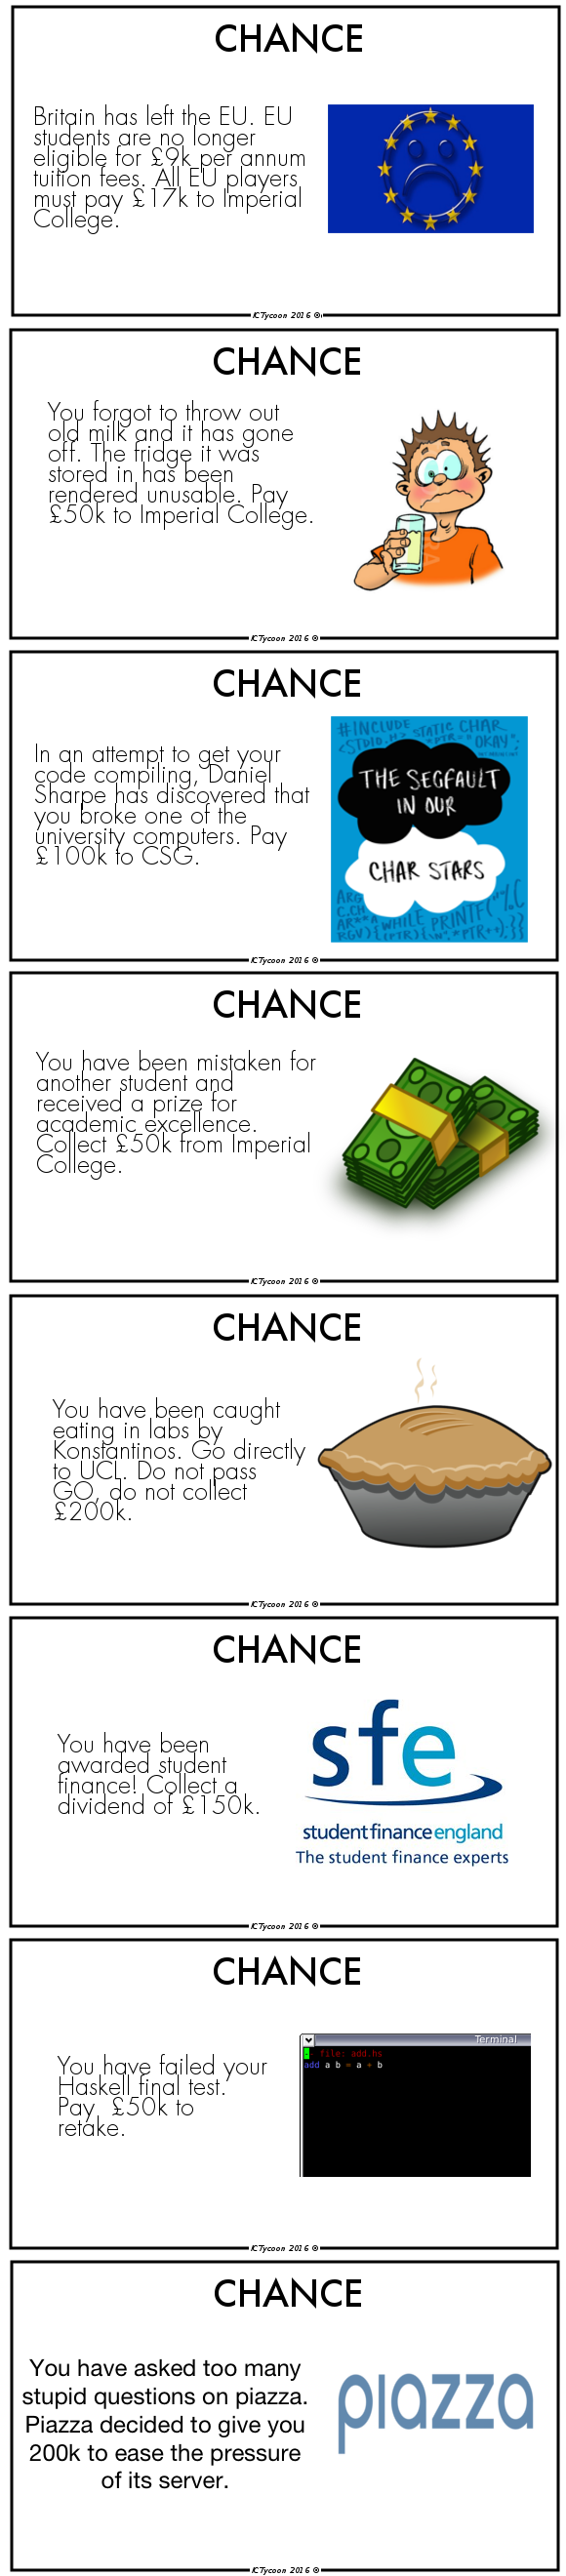 CHANCE
Britain has left the EU. EU
students are no longer
eligible for £9k per annum
tuition fees. All EU players
must pay £17k to Imperial
College.
ICTycoon 2016 ©
CHANCE
You forgot to throw out
old milk and it has gone
off. The fridge it was
stored in has been
rendered unusable. Pay
£50k to Imperial College.
ICTycoon 2016 ©
CHANCE
In an attempt to get your
code compiling, Daniel
Sharpe has discovered that
you broke one of the
university computers. Pay
£100k to CSG.
#INCLUDE STATIC CHAR
<STDIO.H> *PTR= "
OKAY
THE SEGFAULT
IN OUR
CHAR STARS
WHILE PRINTF("%C
ICTycoon 2016 ©
CHANCE
You have been mistaken for
another student and
received a prize for
academic excellence.
Collect £50k from Imperial
College.
ICTycoon 2016 ©
CHANCE
You have been caught
eating in labs by
Konstantinos. Go directly
to UCL. Do not pass
GO, do not collect
£200k.
ICTycoon 2016 ©
CHANCE
You have been
awarded student
finance! Collect a
dividend of £150k.
sfe
studentfinanceengland
The student finance experts
ICTycoon 2016 ©
CHANCE
You have failed your
Haskell final test.
Pay £50k to
retake.
Terminal
-- file: add.hs
add a b = a + b
ICTycoon 2016 ©
CHANCE
You have asked too many
stupid questions on piazza.
Piazza decided to give you
200k to ease the pressure
of its server.
piazza
ICTycoon 2016 ©